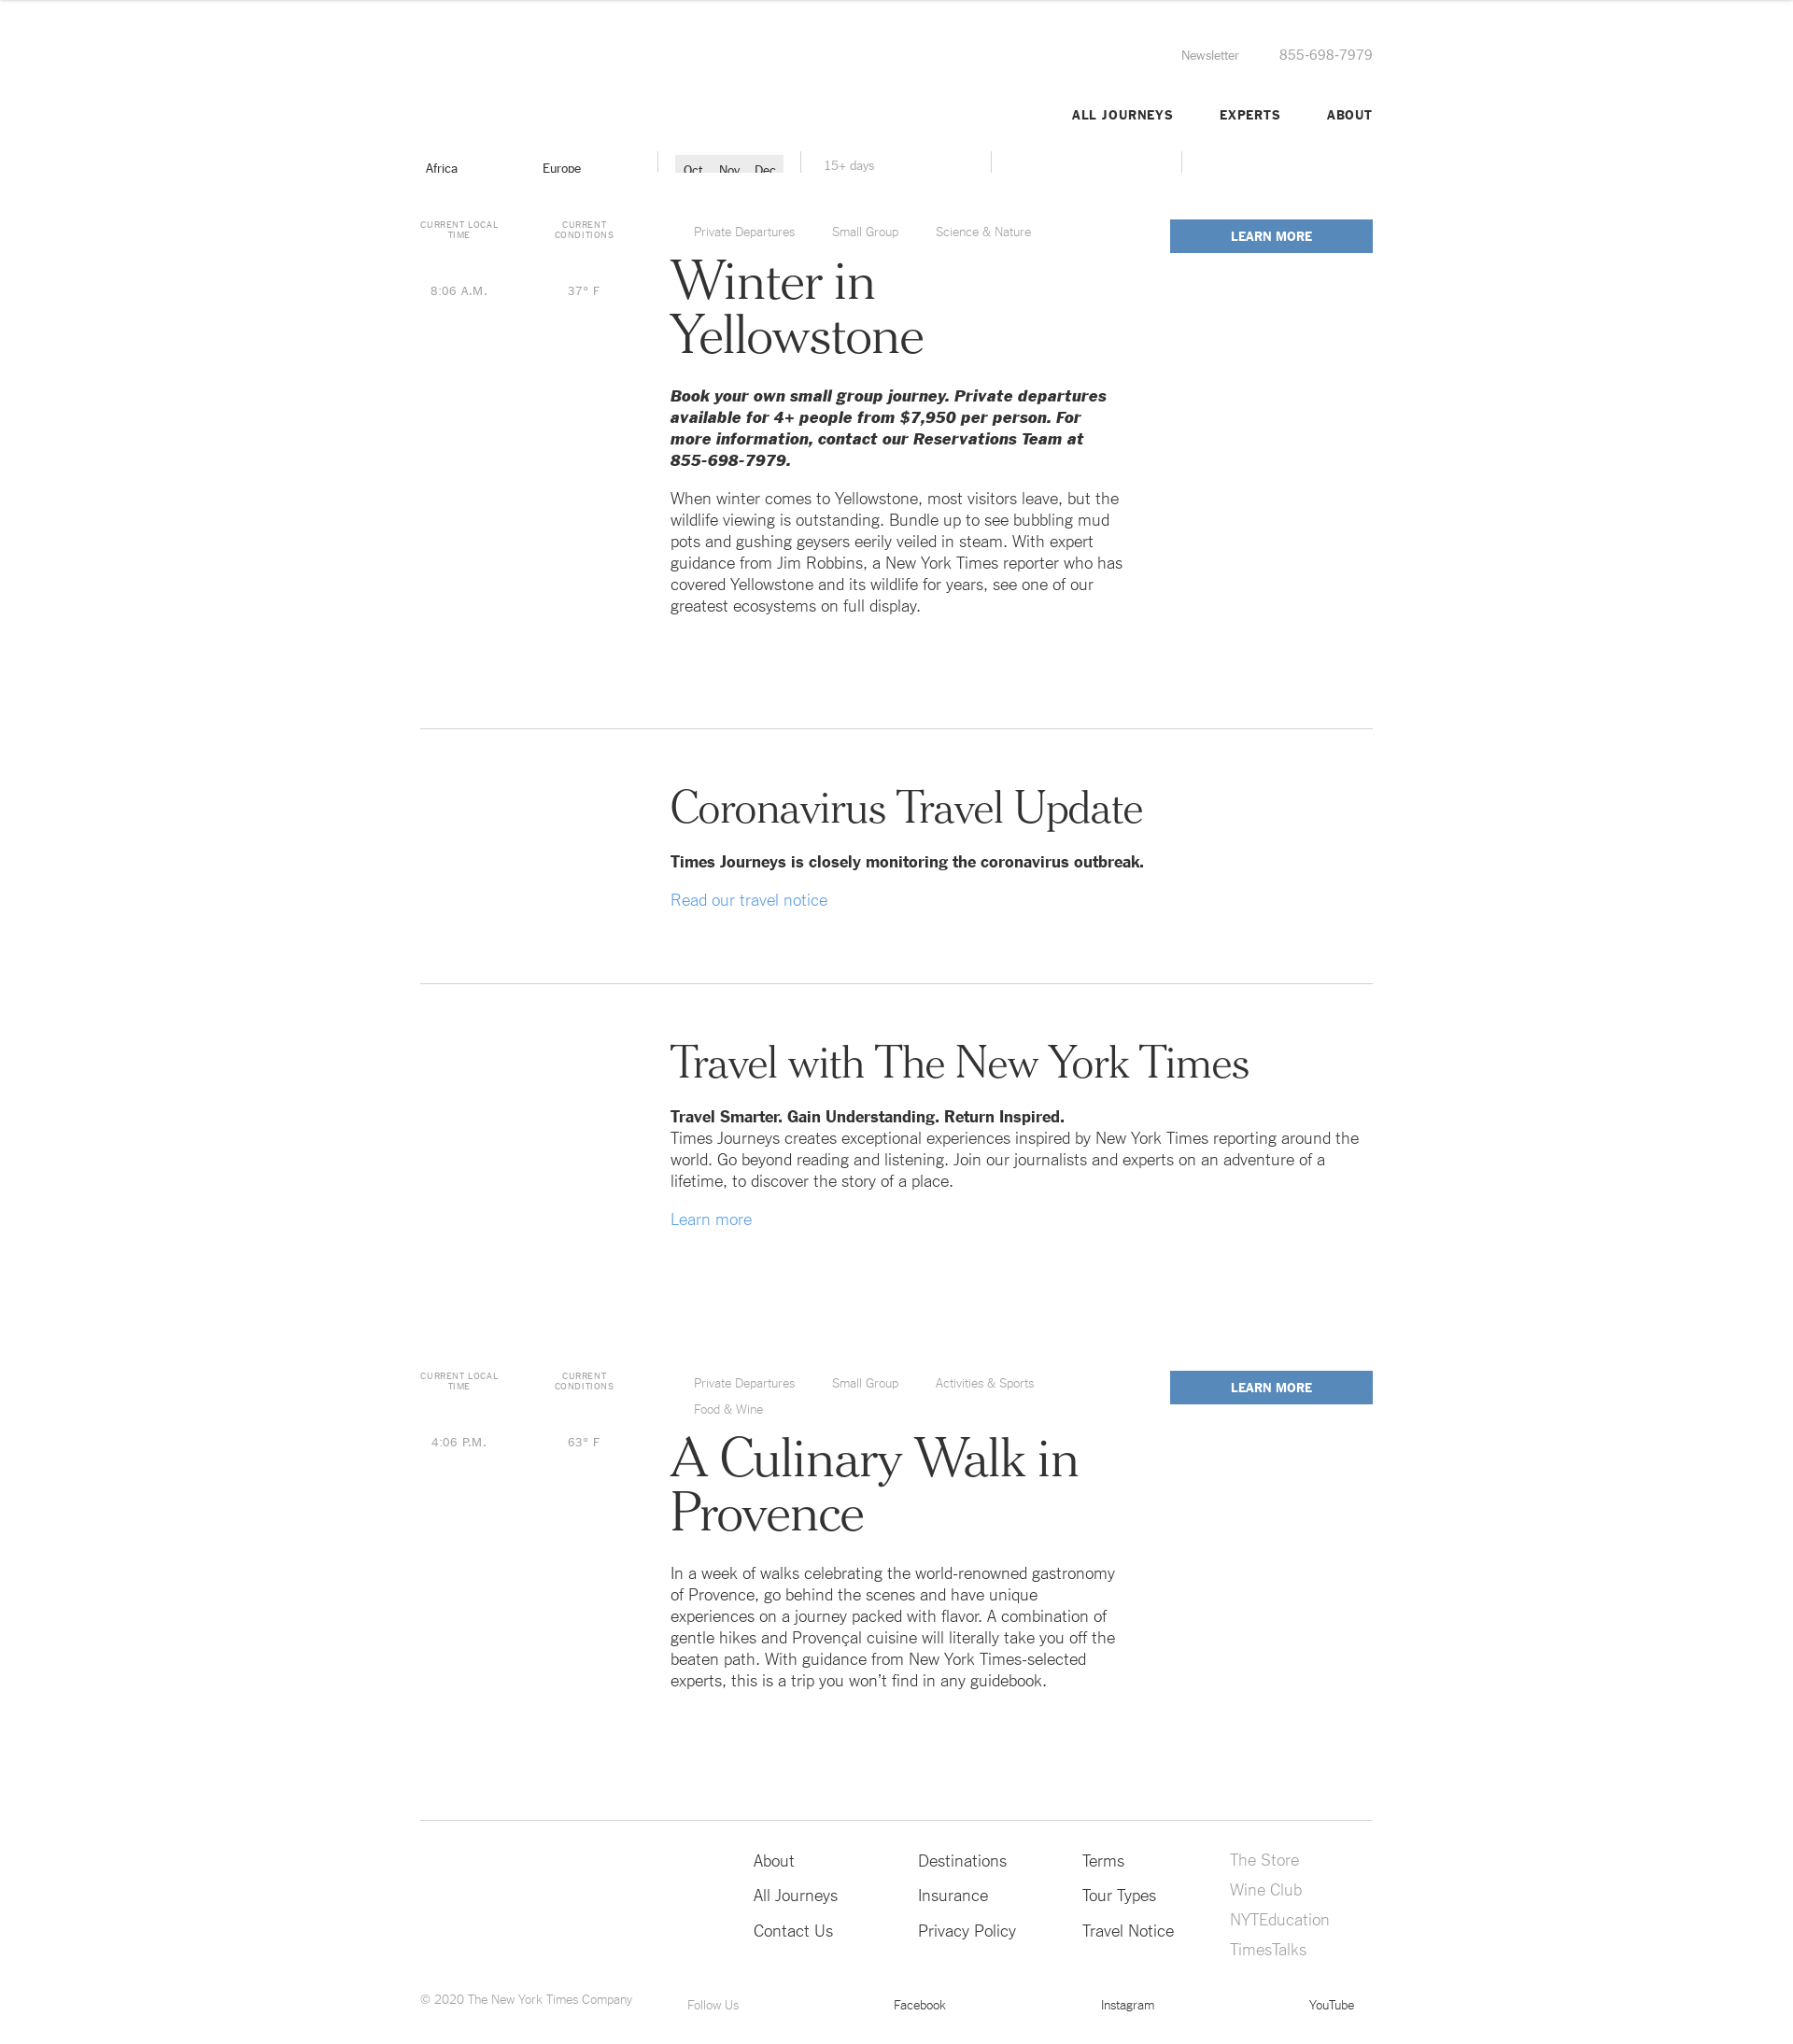 Newsletter 855-698-7979
ALL JOURNEYS EXPERTS ABOUT
Africa Europe Oct Nov Dec 15+ days
CURRENT LOCAL TIME
CURRENT CONDITIONS
8:06 A.M. 37° F
Private Departures Small Group Science & Nature
LEARN MORE
Winter in
Yellowstone
Book your own small group journey. Private departures
available for 4+ people from $7,950 per person. For
more information, contact our Reservations Team at
855-698-7979.
When winter comes to Yellowstone, most visitors leave, but the
wildlife viewing is outstanding. Bundle up to see bubbling mud
pots and gushing geysers eerily veiled in steam. With expert
guidance from Jim Robbins, a New York Times reporter who has
covered Yellowstone and its wildlife for years, see one of our
greatest ecosystems on full display.
Coronavirus Travel Update
Times Journeys is closely monitoring the coronavirus outbreak.
Read our travel notice
Travel with The New York Times
Travel Smarter. Gain Understanding. Return Inspired.
Times Journeys creates exceptional experiences inspired by New York Times reporting around the
world. Go beyond reading and listening. Join our journalists and experts on an adventure of a
lifetime, to discover the story of a place.
Learn more
CURRENT LOCAL TIME
CURRENT CONDITIONS
4:06 P.M. 63° F
Private Departures Small Group Activities & Sports
Food & Wine
LEARN MORE
A Culinary Walk in
Provence
In a week of walks celebrating the world-renowned gastronomy
of Provence, go behind the scenes and have unique
experiences on a journey packed with flavor. A combination of
gentle hikes and Provençal cuisine will literally take you off the
beaten path. With guidance from New York Times-selected
experts, this is a trip you won’t find in any guidebook.
About Destinations Terms The Store
All Journeys Insurance Tour Types Wine Club
Contact Us Privacy Policy Travel Notice NYTEducation
TimesTalks
© 2020 The New York Times Company Follow Us Facebook Instagram YouTube